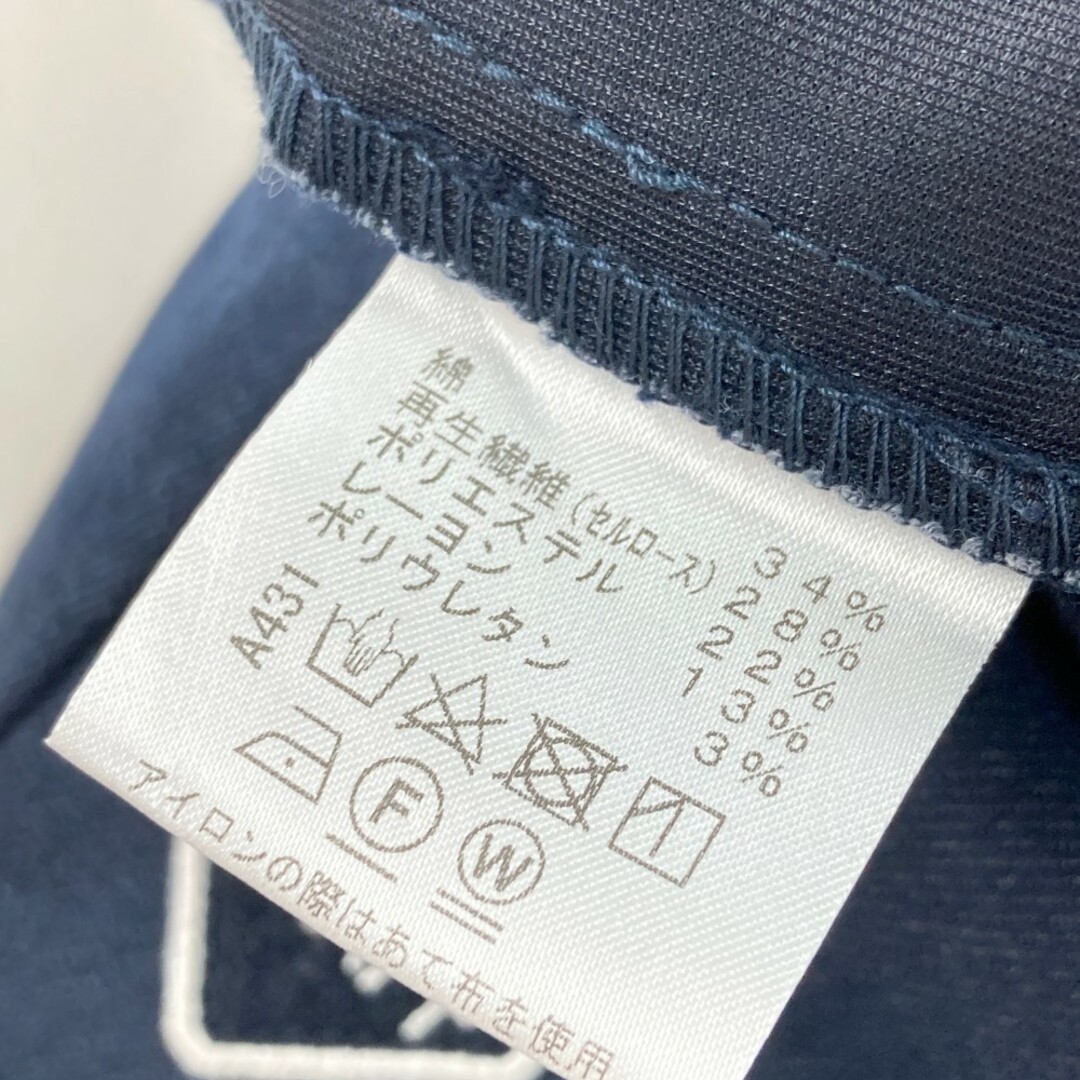 綿 34%
再生繊維(セルロース) 28%
ポリエステル 22%
レーヨン 13%
ポリウレタン 3%
A431
F
W
アイロンの際はあて布を使用